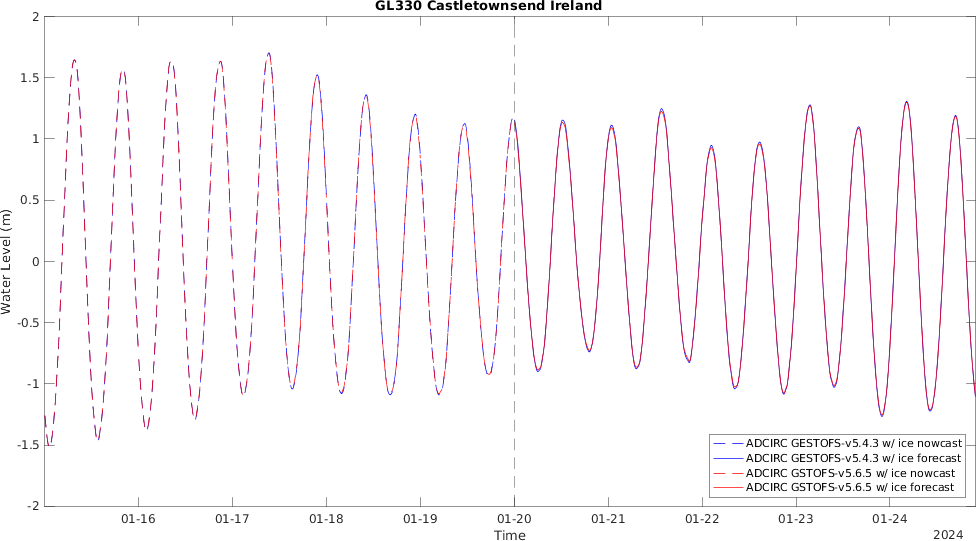 GL330 Castletownsend Ireland
2
1.5
1
0.5
0
-0.5
-1
-1.5
-2
Water Level (m)
01-16
01-17
01-18
01-19
01-20
01-21
01-22
01-23
01-24
Time
2024
ADCIRC GESTOFS-v5.4.3 w/ ice nowcast
ADCIRC GESTOFS-v5.4.3 w/ ice forecast
ADCIRC GSTOFS-v5.6.5 w/ ice nowcast
ADCIRC GSTOFS-v5.6.5 w/ ice forecast